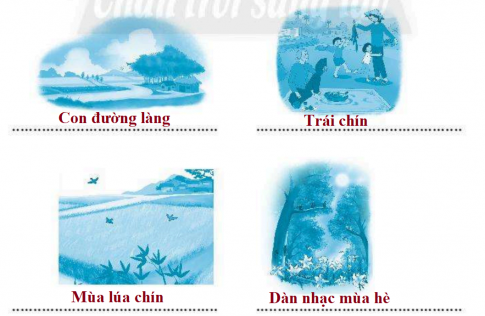 Chân trời sáng tạo
Con đường làng
Trái chín
Mùa lúa chín
Dàn nhạc mùa hè